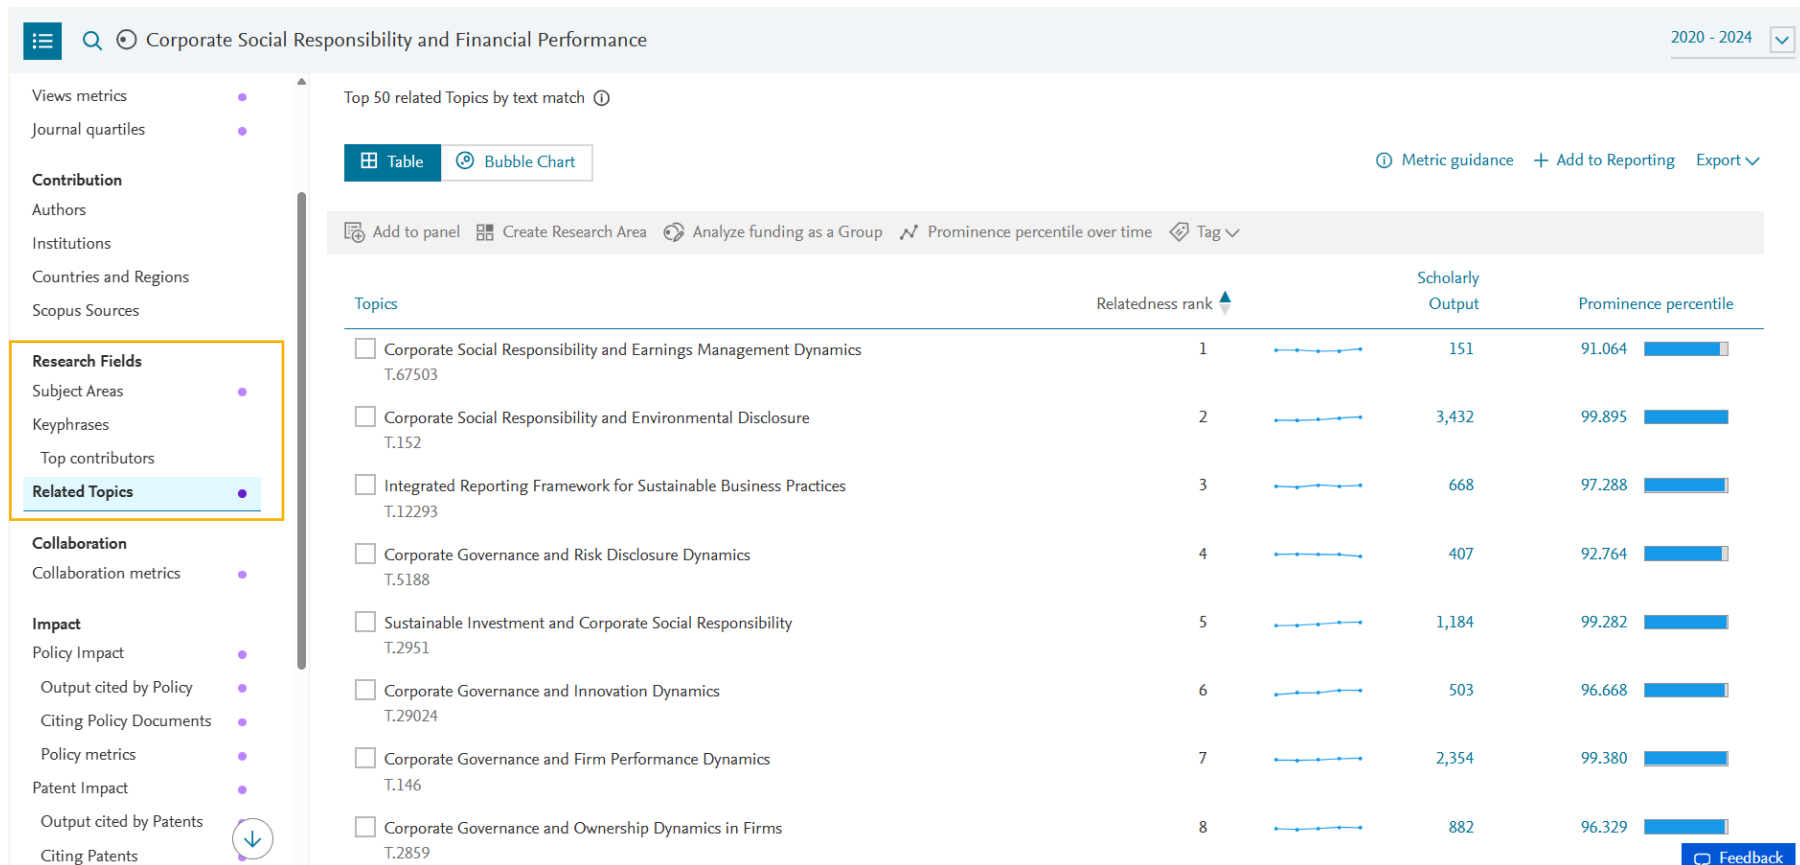 Corporate Social Responsibility and Financial Performance
2020 - 2024
Views metrics
Journal quartiles
Contribution
Authors
Institutions
Countries and Regions
Scopus Sources
Research Fields
Subject Areas
Keyphrases
Top contributors
Related Topics
Collaboration
Collaboration metrics
Impact
Policy Impact
Output cited by Policy
Citing Policy Documents
Policy metrics
Patent Impact
Output cited by Patents
Citing Patents
Top 50 related Topics by text match
Table Bubble Chart
Metric guidance + Add to Reporting Export
Add to panel Create Research Area Analyze funding as a Group Prominence percentile over time Tag
Topics Relatedness rank Scholarly Output Prominence percentile
Corporate Social Responsibility and Earnings Management Dynamics 1 151 91.064
T.67503
Corporate Social Responsibility and Environmental Disclosure 2 3,432 99.895
T.152
Integrated Reporting Framework for Sustainable Business Practices 3 668 97.288
T.12293
Corporate Governance and Risk Disclosure Dynamics 4 407 92.764
T.5188
Sustainable Investment and Corporate Social Responsibility 5 1,184 99.282
T.2951
Corporate Governance and Innovation Dynamics 6 503 96.668
T.29024
Corporate Governance and Firm Performance Dynamics 7 2,354 99.380
T.146
Corporate Governance and Ownership Dynamics in Firms 8 882 96.329
T.2859
Feedback